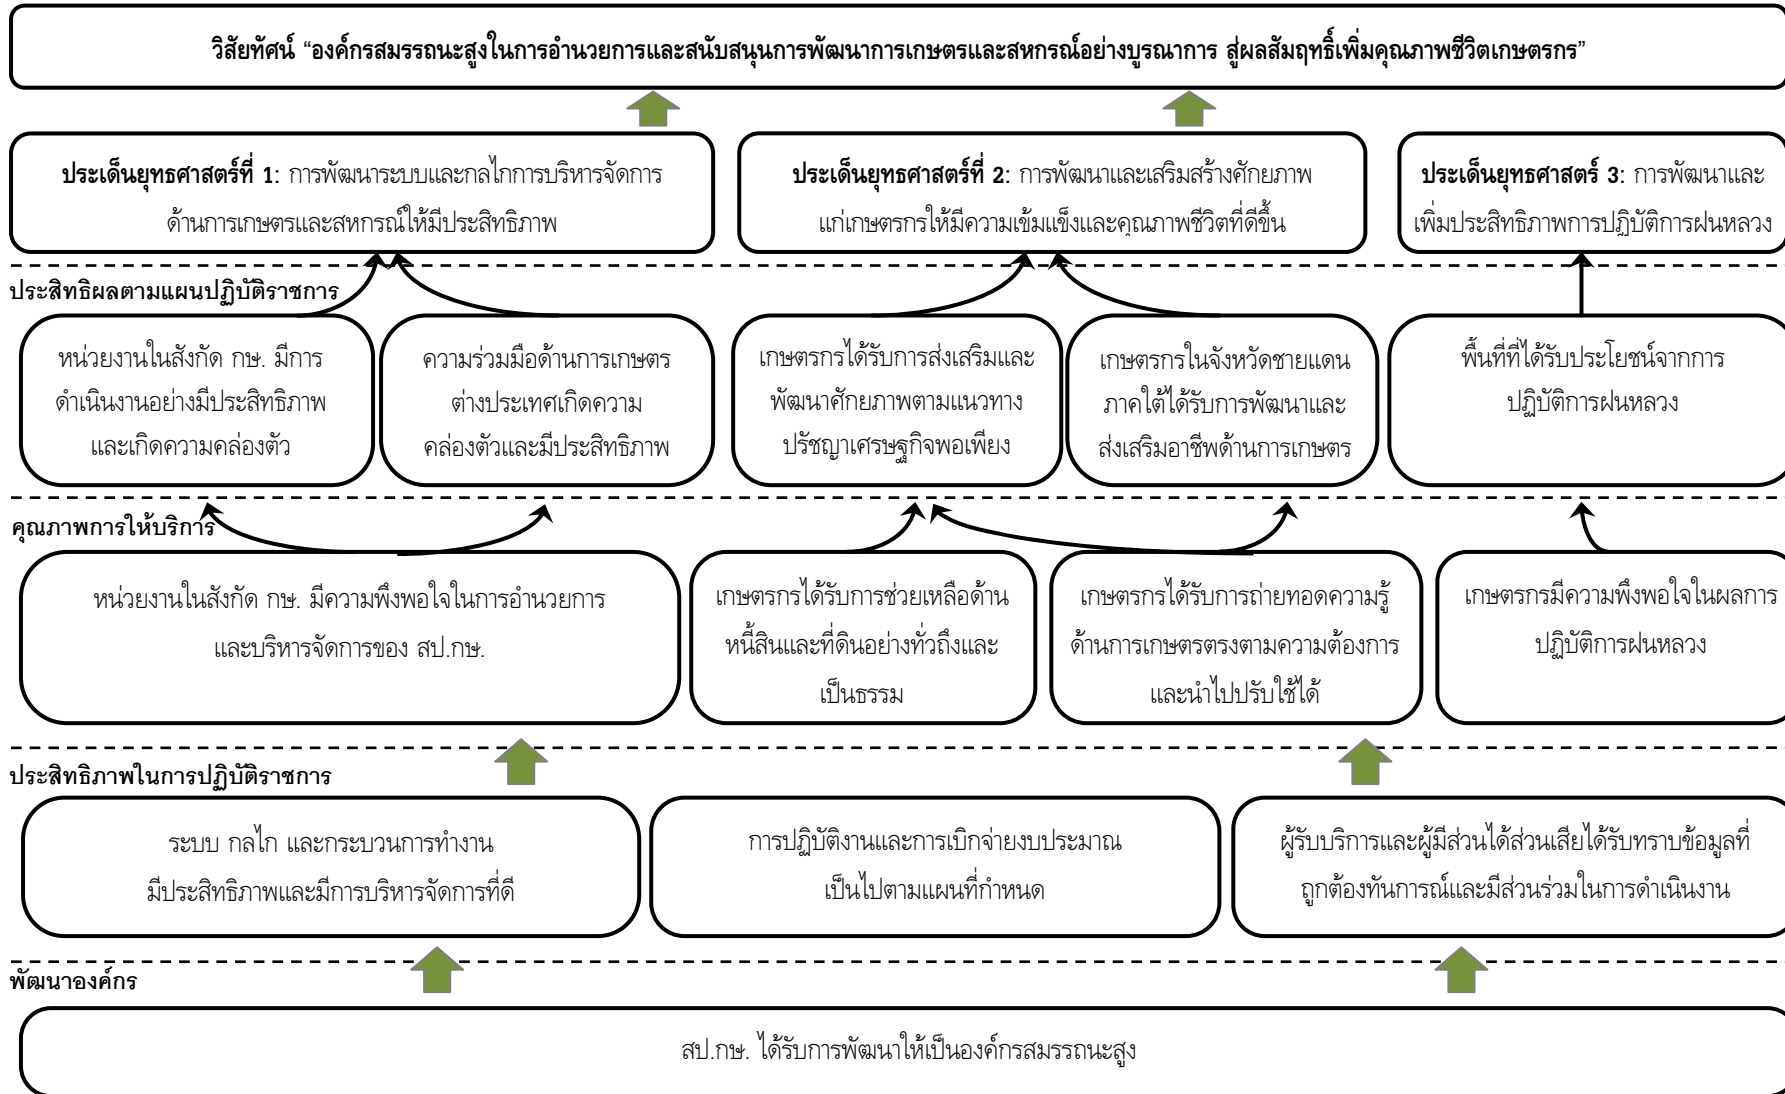 วิสัยทัศน์ “องค์กรสมรรถนะสูงในการอำนวยการและสนับสนุนการพัฒนาการเกษตรและสหกรณ์อย่างบูรณาการ สู่ผลสัมฤทธิ์เพิ่มคุณภาพชีวิตเกษตรกร”
ประเด็นยุทธศาสตร์ที่ 1: การพัฒนาระบบและกลไกการบริหารจัดการ
ด้านการเกษตรและสหกรณ์ให้มีประสิทธิภาพ
ประเด็นยุทธศาสตร์ที่ 2: การพัฒนาและเสริมสร้างศักยภาพ
แก่เกษตรกรให้มีความเข้มแข็งและคุณภาพชีวิตที่ดีขึ้น
ประเด็นยุทธศาสตร์ 3: การพัฒนาและ
เพิ่มประสิทธิภาพการปฏิบัติการฝนหลวง
ประสิทธิผลตามแผนปฏิบัติราชการ
หน่วยงานในสังกัด กษ. มีการ
ดำเนินงานอย่างมีประสิทธิภาพ
และเกิดความคล่องตัว
ความร่วมมือด้านการเกษตร
ต่างประเทศเกิดความ
คล่องตัวและมีประสิทธิภาพ
เกษตรกรได้รับการส่งเสริมและ
พัฒนาศักยภาพตามแนวทาง
ปรัชญาเศรษฐกิจพอเพียง
เกษตรกรในจังหวัดชายแดน
ภาคใต้ได้รับการพัฒนาและ
ส่งเสริมอาชีพด้านการเกษตร
พื้นที่ที่ได้รับประโยชน์จากการ
ปฏิบัติการฝนหลวง
คุณภาพการให้บริการ
หน่วยงานในสังกัด กษ. มีความพึงพอใจในการอำนวยการ
และบริหารจัดการของ สป.กษ.
เกษตรกรได้รับการช่วยเหลือด้าน
หนี้สินและที่ดินอย่างทั่วถึงและ
เป็นธรรม
เกษตรกรได้รับการถ่ายทอดความรู้
ด้านการเกษตรตรงตามความต้องการ
และนำไปปรับใช้ได้
เกษตรกรมีความพึงพอใจในผลการ
ปฏิบัติการฝนหลวง
ประสิทธิภาพในการปฏิบัติราชการ
ระบบ กลไก และกระบวนการทำงาน
มีประสิทธิภาพและมีการบริหารจัดการที่ดี
การปฏิบัติงานและการเบิกจ่ายงบประมาณ
เป็นไปตามแผนที่กำหนด
ผู้รับบริการและผู้มีส่วนได้ส่วนเสียได้รับทราบข้อมูลที่
ถูกต้องทันการณ์และมีส่วนร่วมในการดำเนินงาน
พัฒนาองค์กร
สป.กษ. ได้รับการพัฒนาให้เป็นองค์กรสมรรถนะสูง